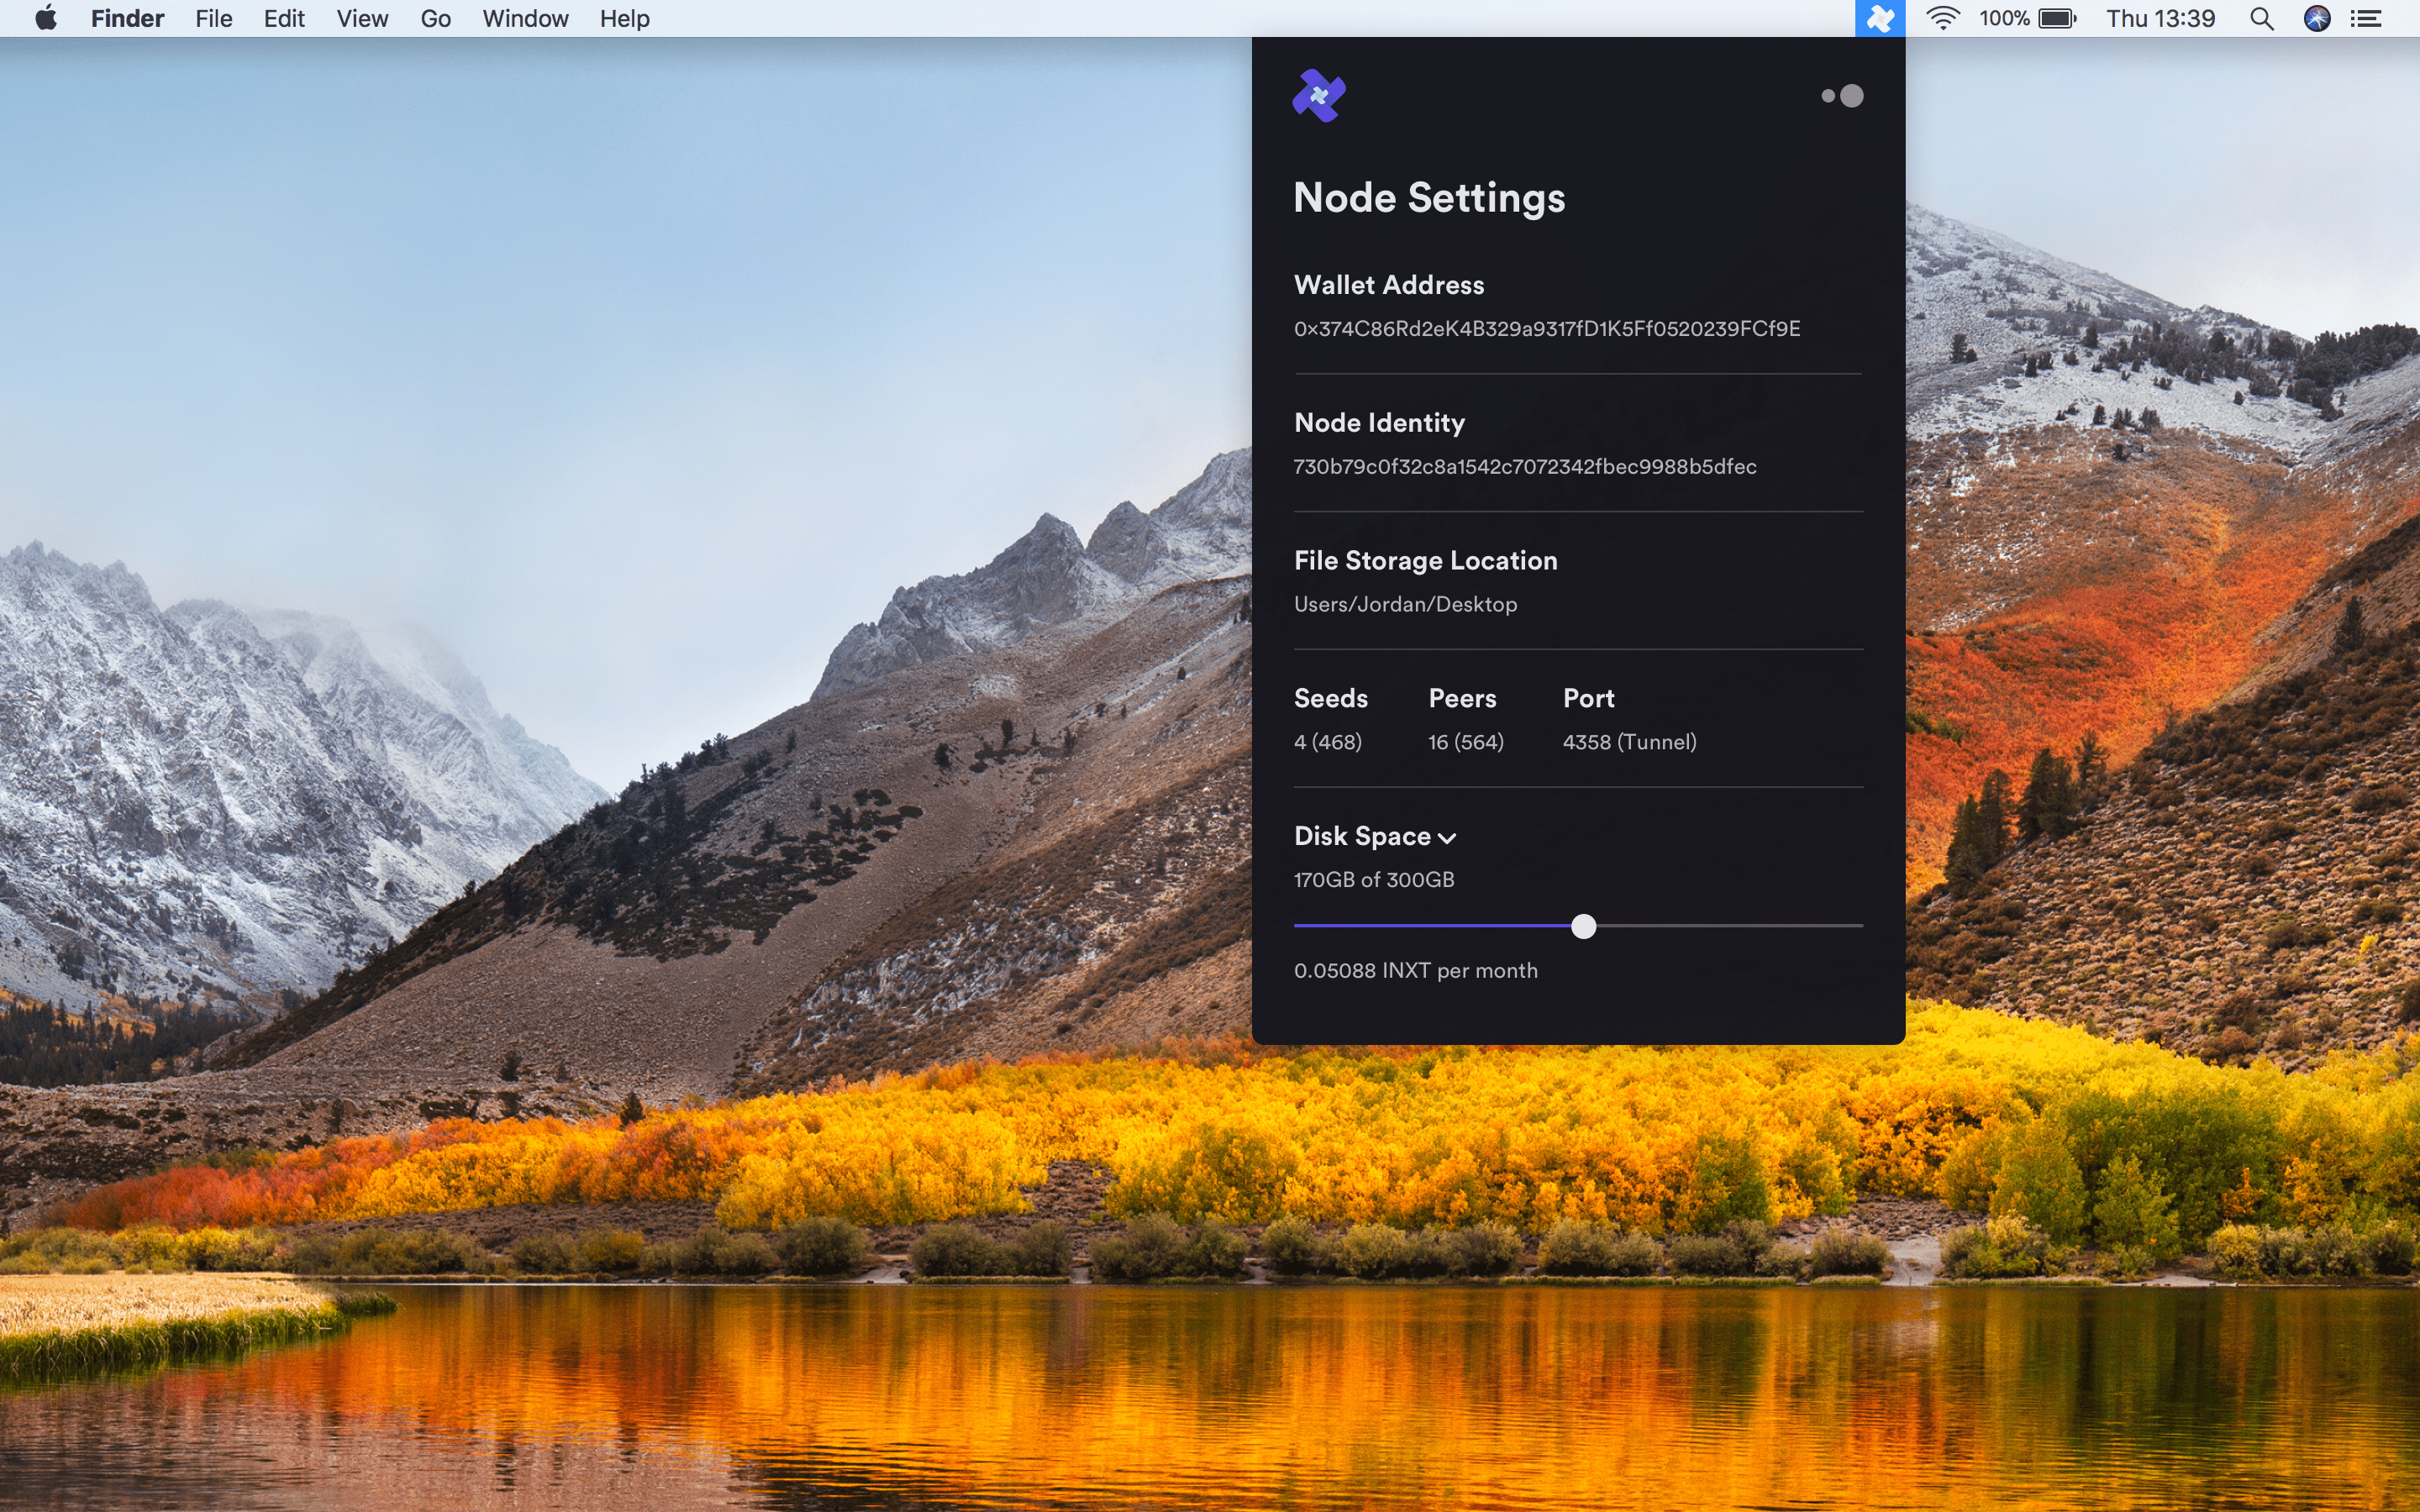 Finder File Edit View Go Window Help 100% Thu 13:39
Node Settings
Wallet Address
0×374C86Rd2eK4B329a9317fD1K5Ff0520239FCf9E
Node Identity
730b79c0f32c8a1542c7072342fbec9988b5dfec
File Storage Location
Users/Jordan/Desktop
Seeds Peers Port
4 (468) 16 (564) 4358 (Tunnel)
Disk Space
170GB of 300GB
0.05088 INXT per month